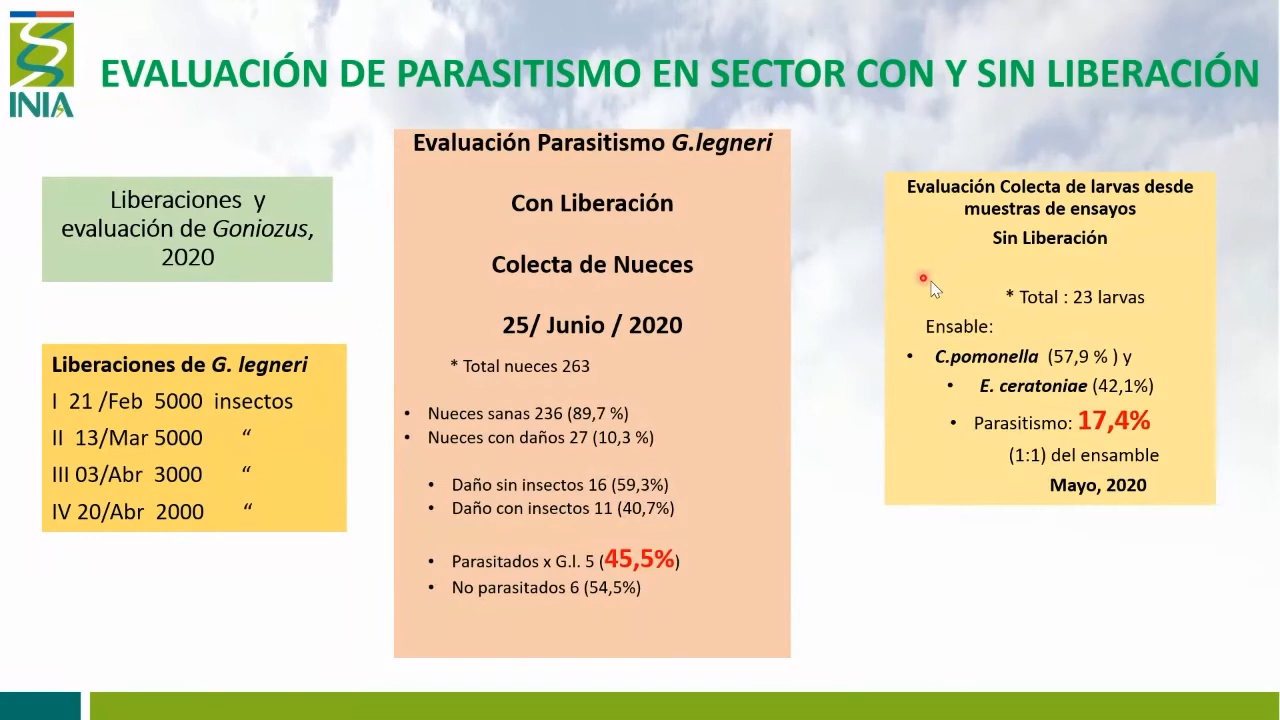 INIA
EVALUACIÓN DE PARASITISMO EN SECTOR CON Y SIN LIBERACIÓN
Liberaciones y
evaluación de Goniozus,
2020
Liberaciones de G. legneri
I 21 /Feb 5000 insectos
II 13/Mar 5000 “
III 03/Abr 3000 “
IV 20/Abr 2000 “
Evaluación Parasitismo G.legneri
Con Liberación
Colecta de Nueces
25/ Junio / 2020
* Total nueces 263
• Nueces sanas 236 (89,7 %)
• Nueces con daños 27 (10,3 %)
• Daño sin insectos 16 (59,3%)
• Daño con insectos 11 (40,7%)
• Parasitados x G.l. 5 (45,5%)
• No parasitados 6 (54,5%)
Evaluación Colecta de larvas desde
muestras de ensayos
Sin Liberación
* Total : 23 larvas
Ensable:
• C.pomonella (57,9 % ) y
• E. ceratoniae (42,1%)
• Parasitismo: 17,4%
(1:1) del ensamble
Mayo, 2020